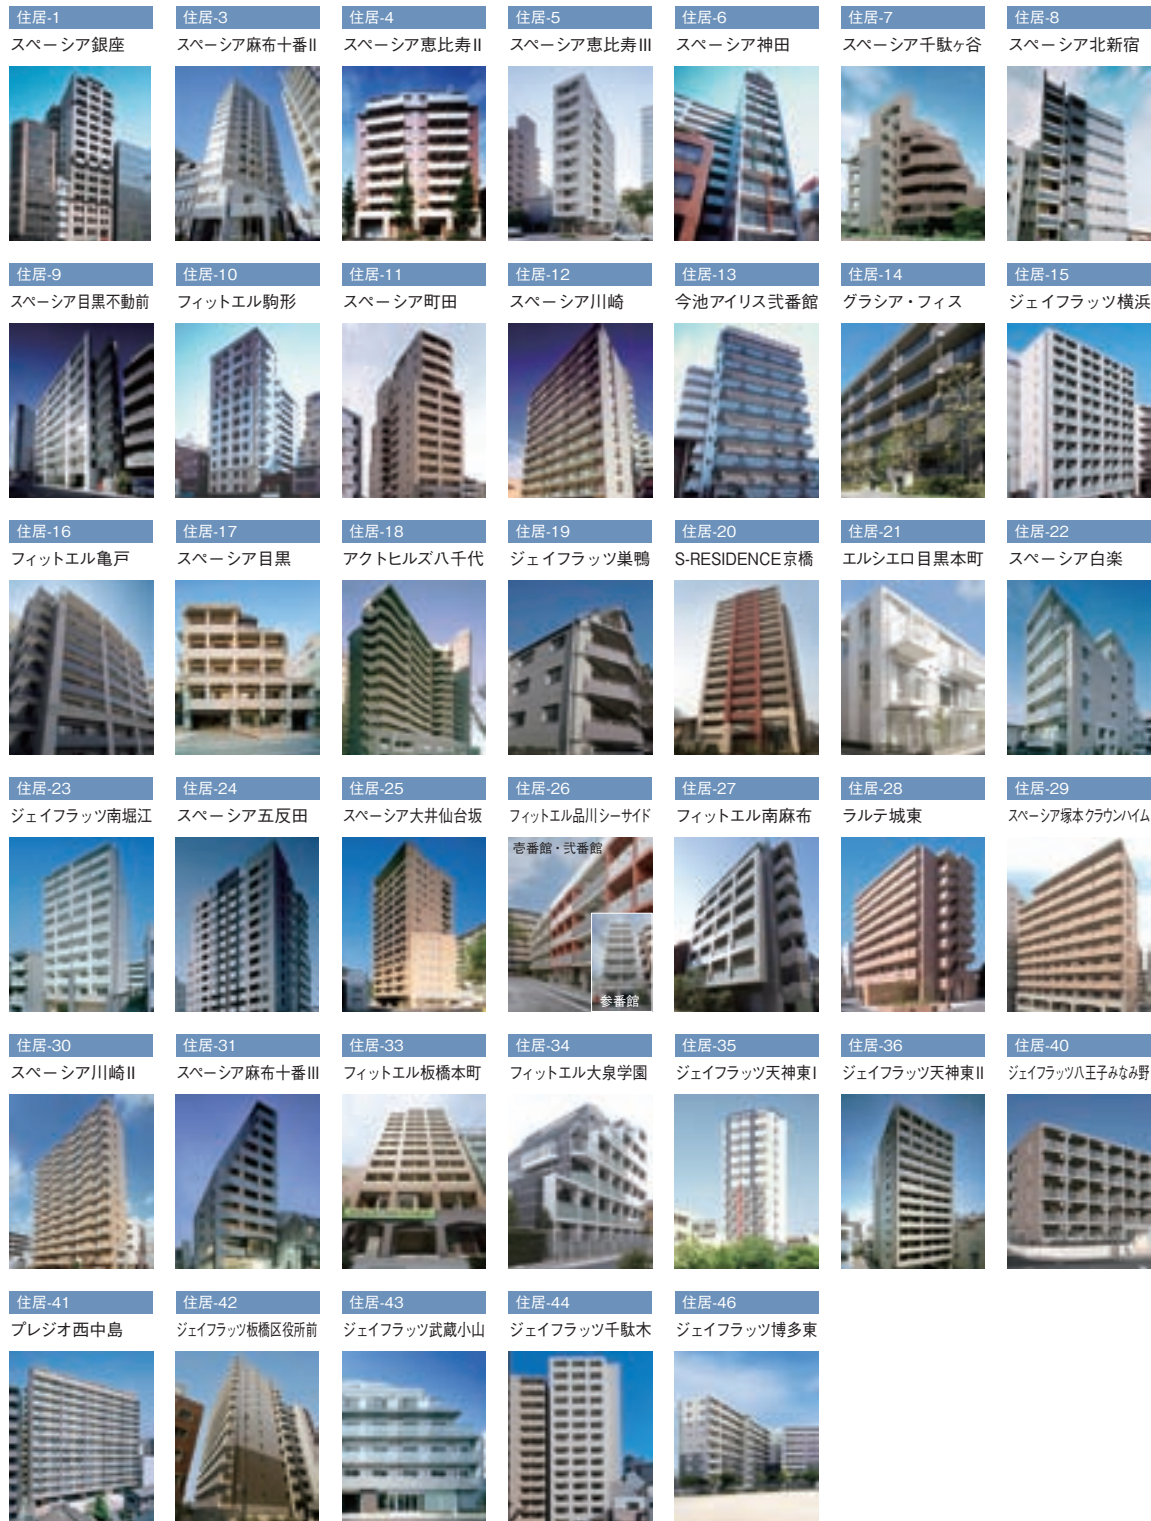 住居-1 住居-3 住居-4 住居-5 住居-6 住居-7 住居-8
スペーシア銀座 スペーシア麻布十番II スペーシア恵比寿II スペーシア恵比寿III スペーシア神田 スペーシア千駄ヶ谷 スペーシア北新宿
住居-9 住居-10 住居-11 住居-12 住居-13 住居-14 住居-15
スペーシア目黒不動前 フィットエル駒形 スペーシア町田 スペーシア川崎 今池アイリス弐番館 グラシア・フィス ジェイフラッツ横浜
住居-16 住居-17 住居-18 住居-19 住居-20 住居-21 住居-22
フィットエル亀戸 スペーシア目黒 アクトヒルズ八千代 ジェイフラッツ巣鴨 S-RESIDENCE京橋 エルシエロ目黒本町 スペーシア白楽
住居-23 住居-24 住居-25 住居-26 住居-27 住居-28 住居-29
ジェイフラッツ南堀江 スペーシア五反田 スペーシア大井仙台坂 フィットエル品川シーサイド フィットエル南麻布 ラルテ城東 スペーシア塚本クラウンハイム
壱番館・弐番館
参番館
住居-30 住居-31 住居-33 住居-34 住居-35 住居-36 住居-40
スペーシア川崎II スペーシア麻布十番III フィットエル板橋本町 フィットエル大泉学園 ジェイフラッツ天神東I ジェイフラッツ天神東II ジェイフラッツ八王子みなみ野
住居-41 住居-42 住居-43 住居-44 住居-46
プレジオ西中島 ジェイフラッツ板橋区役所前 ジェイフラッツ武蔵小山 ジェイフラッツ千駄木 ジェイフラッツ博多東